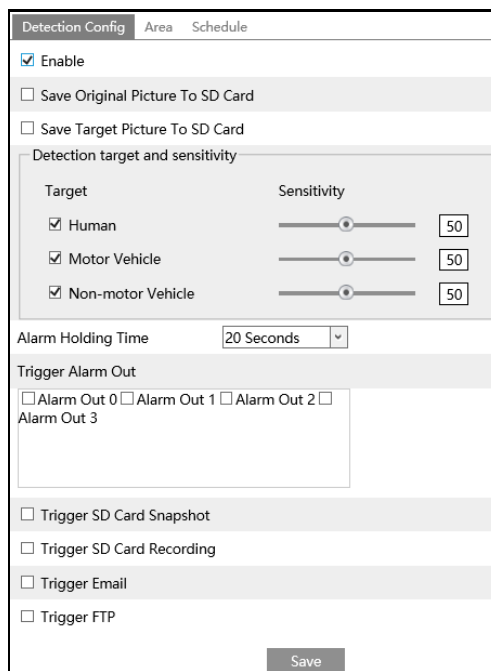 Detection Config Area Schedule
Enable
Save Original Picture To SD Card
Save Target Picture To SD Card
Detection target and sensitivity
Target Sensitivity
Human 50
Motor Vehicle 50
Non-motor Vehicle 50
Alarm Holding Time 20 Seconds
Trigger Alarm Out
Alarm Out 0 Alarm Out 1 Alarm Out 2
Alarm Out 3
Trigger SD Card Snapshot
Trigger SD Card Recording
Trigger Email
Trigger FTP
Save